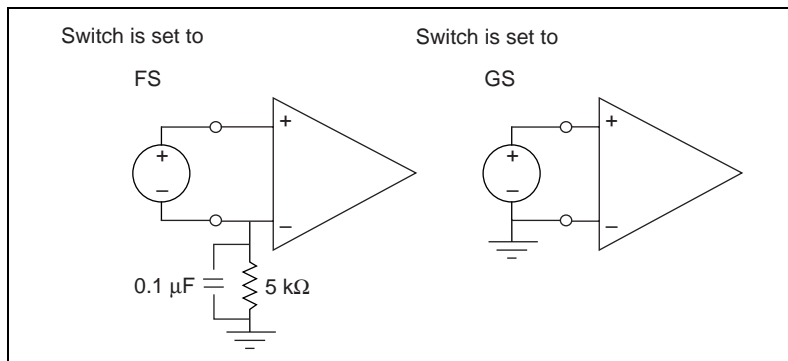 Switch is set to
FS
+
−
+
−
0.1 μF
5 kΩ
Switch is set to
GS
+
−
+
−